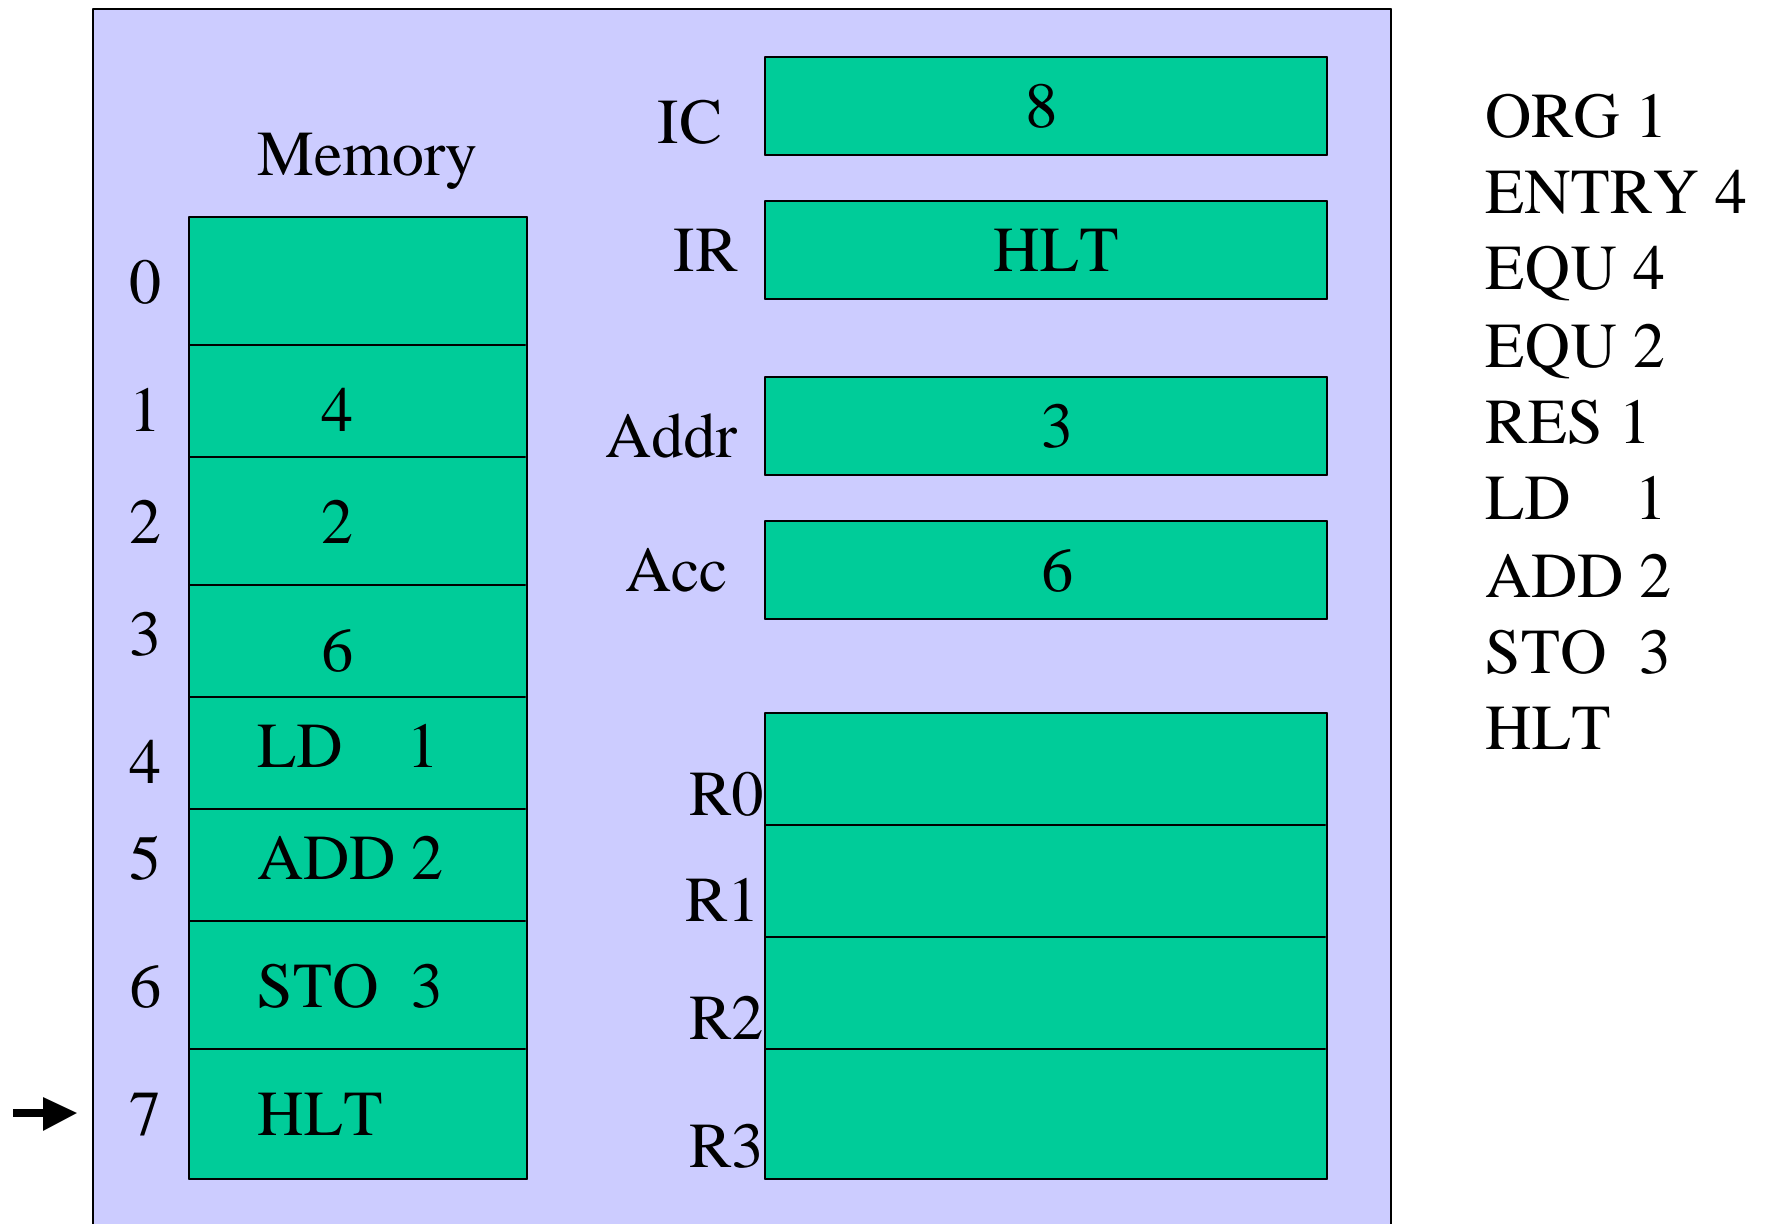 Memory
0
1 4
2 2
3 6
4 LD 1
5 ADD 2
6 STO 3
7 HLT
IC 8
IR HLT
Addr 3
Acc 6
R0
R1
R2
R3
ORG 1
ENTRY 4
EQU 4
EQU 2
RES 1
LD 1
ADD 2
STO 3
HLT